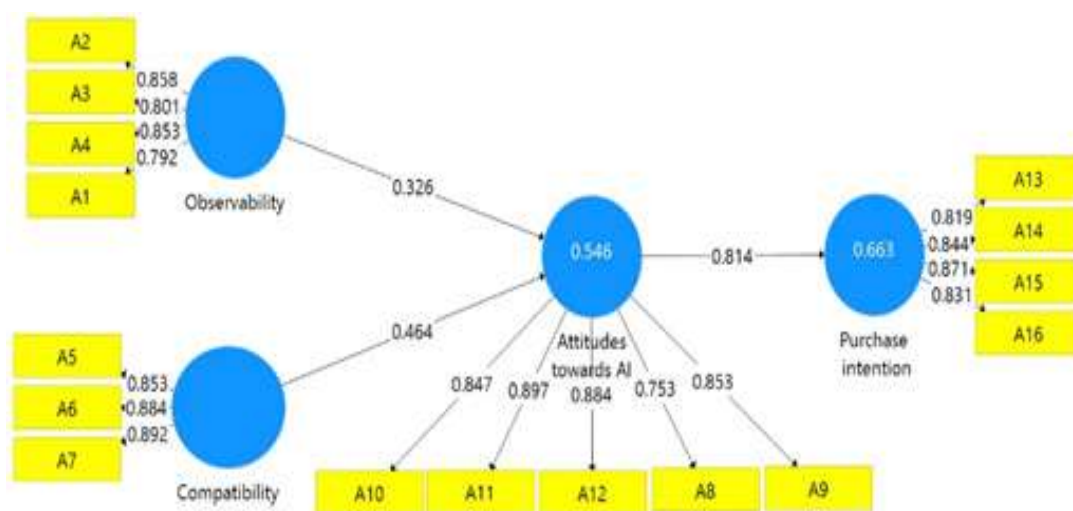 A2
A3
A4
A1
0.858
0.801
0.853
0.792
Observability
0.326
A5
A6
A7
0.853
0.884
0.892
Compatibility
0.464
0.546
Attitudes
towards AI
0.814
0.847
0.897
0.884
0.753
0.853
A10
A11
A12
A8
A9
0.663
Purchase
intention
0.819
0.844
0.871
0.831
A13
A14
A15
A16